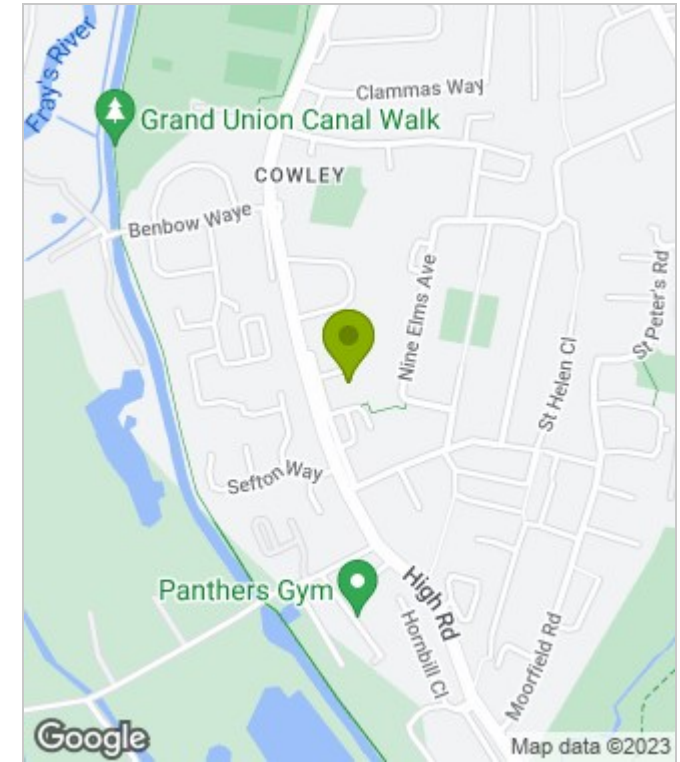 Fray's River
Clammas Way
Grand Union Canal Walk
COWLEY
Benbow Waye
Nine Elms Ave
St Peter's Rd
St Helen Cl
Sefton Way
Panthers Gym
High Rd
Hornbill Cl
Moorfield Rd
Google
Map data ©2023